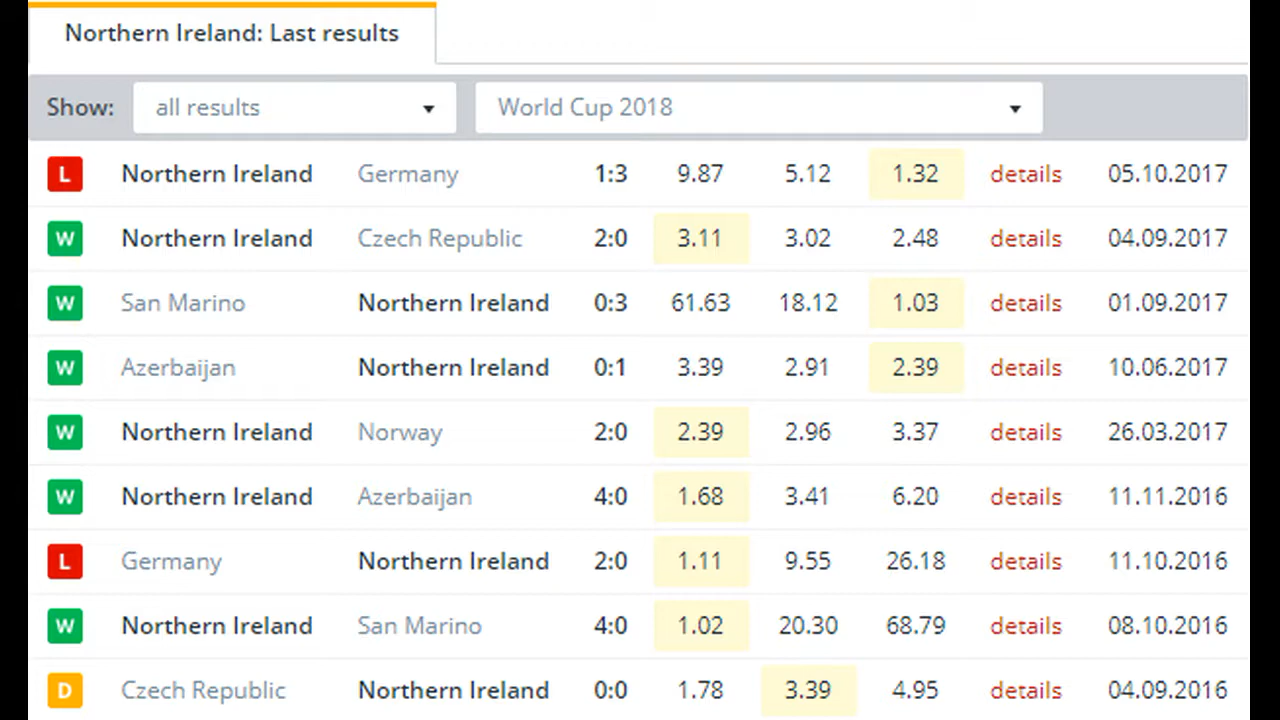 Northern Ireland: Last results
Show: all results World Cup 2018
L Northern Ireland Germany 1:3 9.87 5.12 1.32 details 05.10.2017
W Northern Ireland Czech Republic 2:0 3.11 3.02 2.48 details 04.09.2017
W San Marino Northern Ireland 0:3 61.63 18.12 1.03 details 01.09.2017
W Azerbaijan Northern Ireland 0:1 3.39 2.91 2.39 details 10.06.2017
W Northern Ireland Norway 2:0 2.39 2.96 3.37 details 26.03.2017
W Northern Ireland Azerbaijan 4:0 1.68 3.41 6.20 details 11.11.2016
L Germany Northern Ireland 2:0 1.11 9.55 26.18 details 11.10.2016
W Northern Ireland San Marino 4:0 1.02 20.30 68.79 details 08.10.2016
D Czech Republic Northern Ireland 0:0 1.78 3.39 4.95 details 04.09.2016